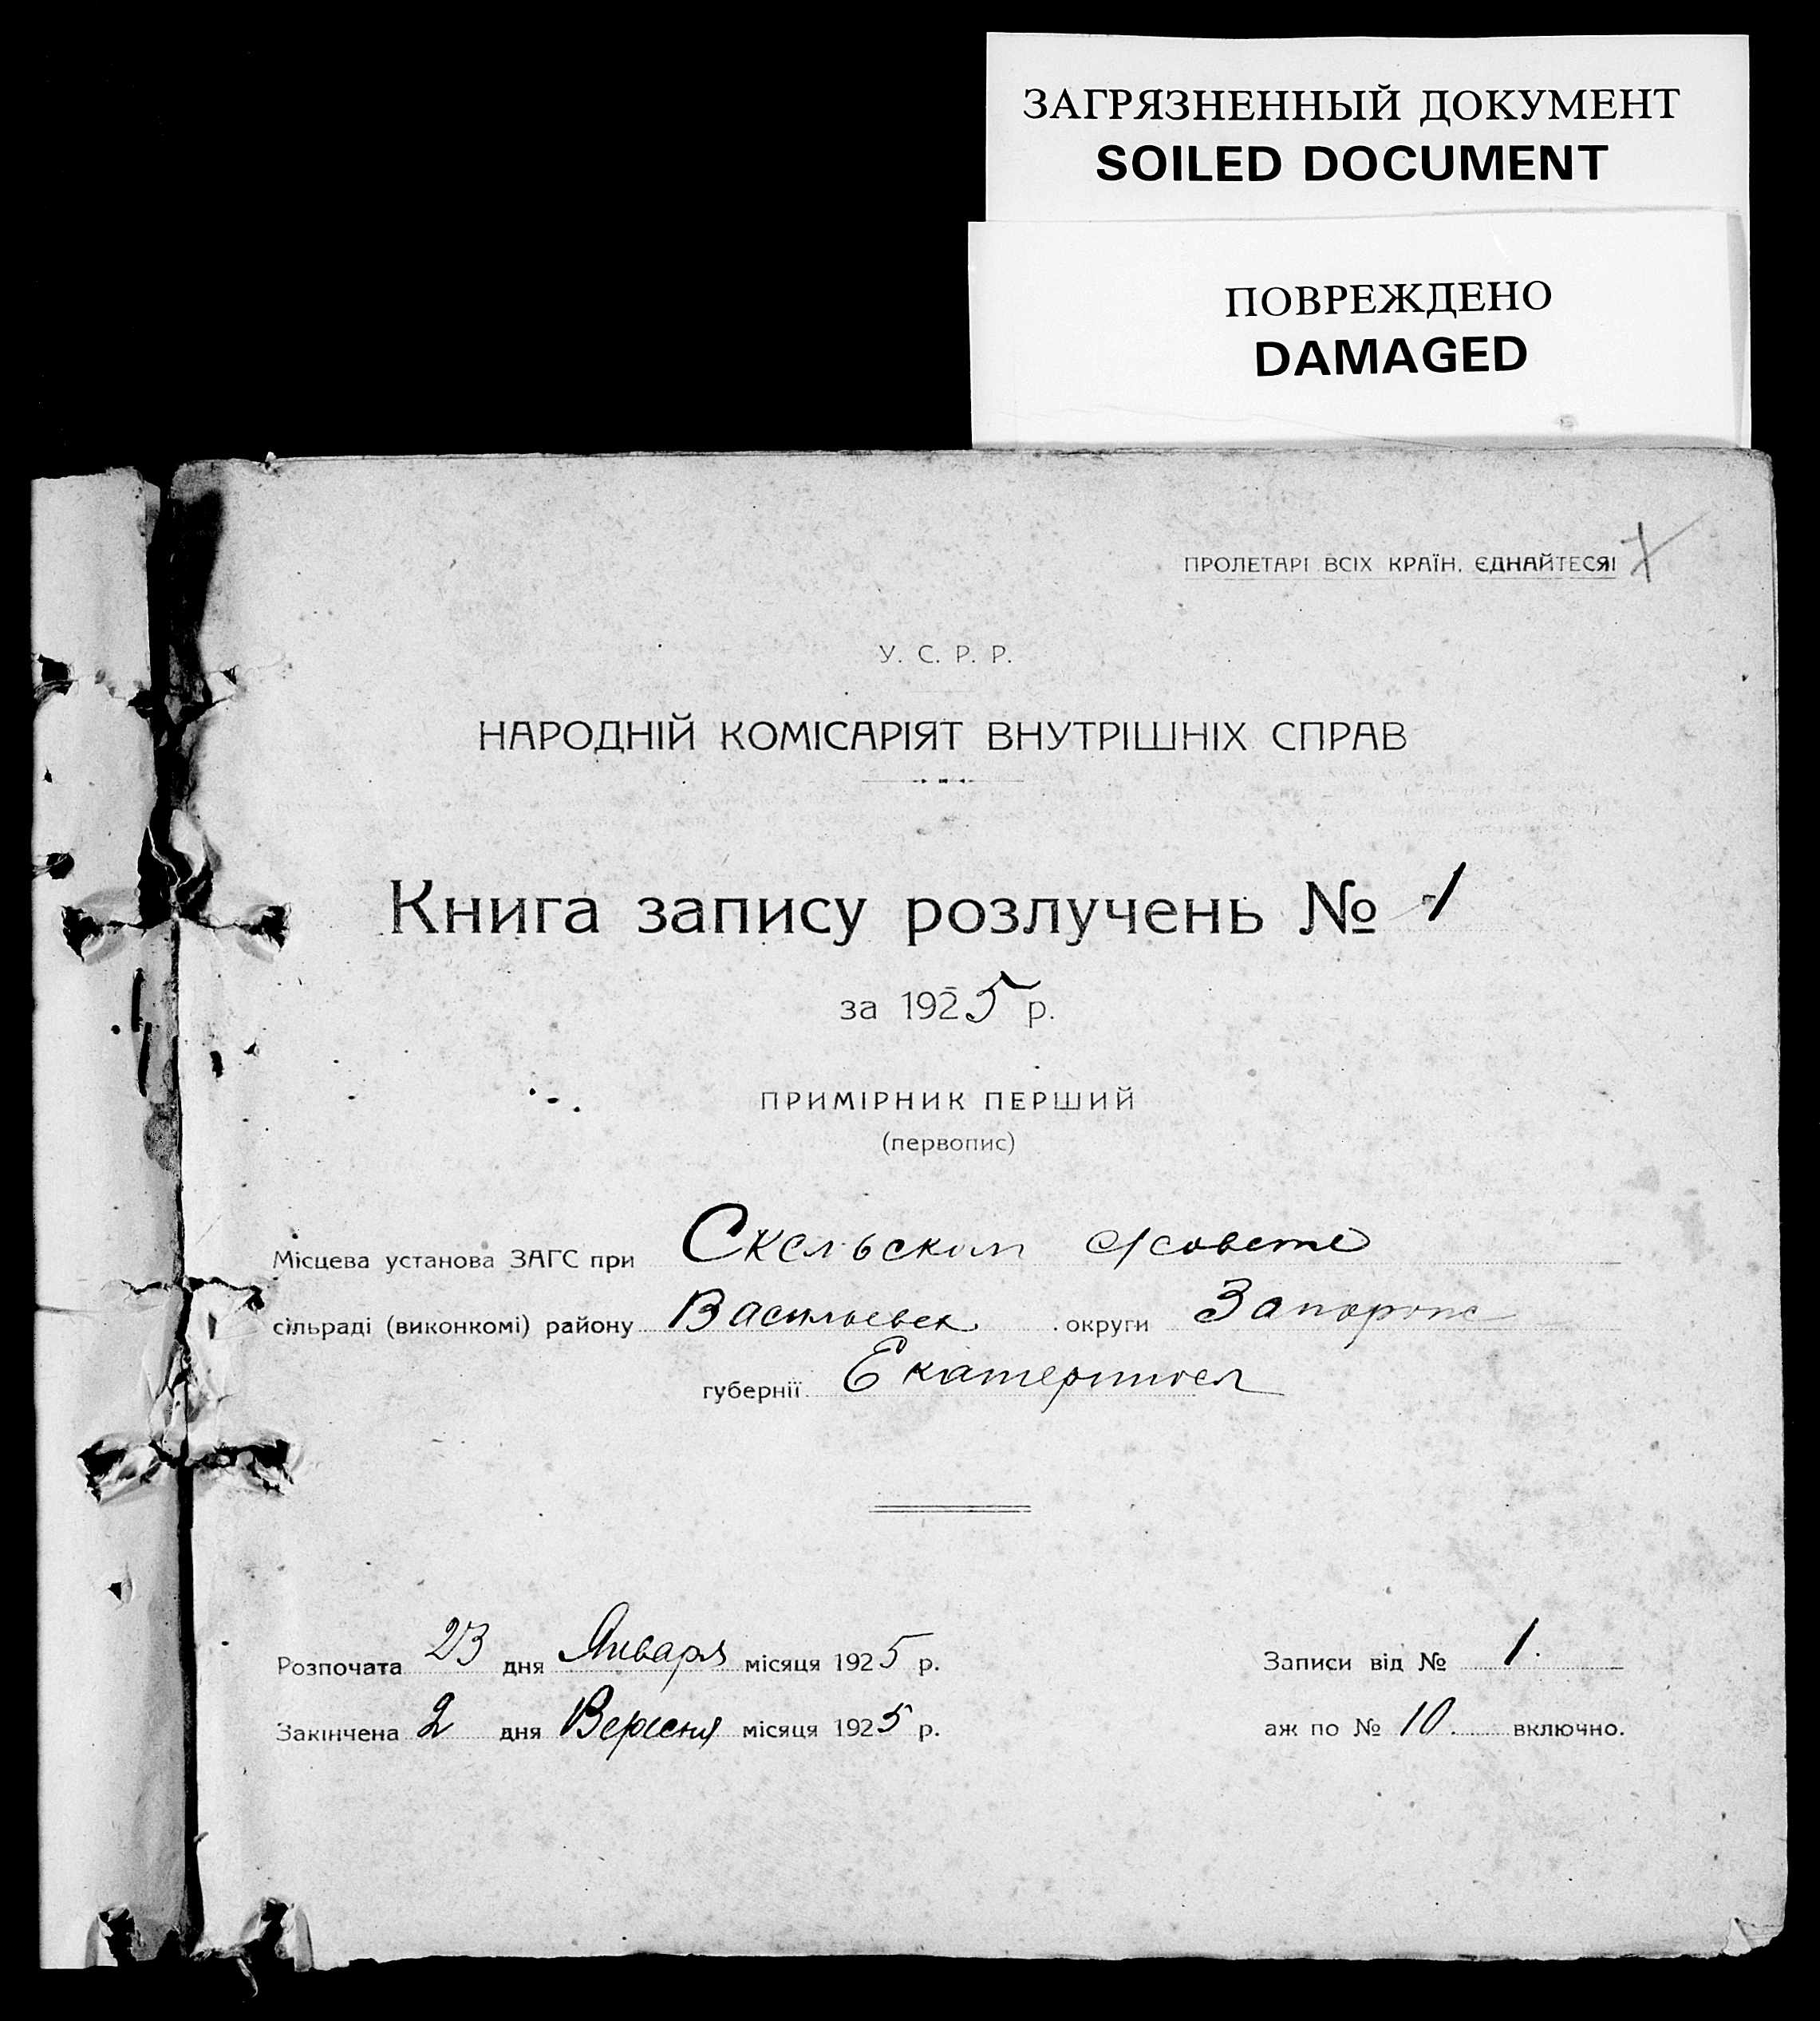 ЗАГРЯЗНЕННЫЙ ДОКУМЕНТ
SOILED DOCUMENT
ПОВРЕЖДЕНО
DAMAGED
ПРОЛЕТАРІ ВСІХ КРАЇН, ЄДНАЙТЕСЯ!
У. С. Р. Р.
НАРОДНІЙ КОМІСАРІЯТ ВНУТРІШНІХ СПРАВ
Книга запису розлучень № 1
за 1925 р.
ПРИМІРНИК ПЕРШИЙ
(первопис)
Місцева установа ЗАГС при Скельском с/совете
сільраді (виконкомі) району Васильевск округи Запорож
губернії Екатериносл
Розпочата 23 дня Января місяця 1925 р.
Записи від № 1.
Закінчена 2 дня Вересня місяця 1925 р.
аж по № 10. включно.